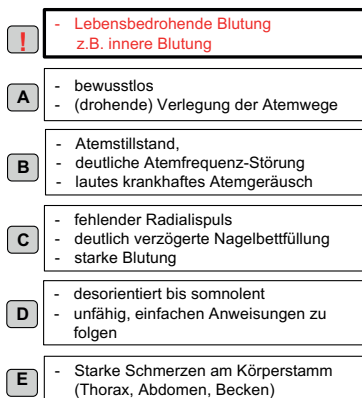 ! - Lebensbedrohende Blutung
z.B. innere Blutung
A - bewusstlos
- (drohende) Verlegung der Atemwege
B - Atemstillstand,
- deutliche Atemfrequenz-Störung
- lautes krankhaftes Atemgeräusch
C - fehlender Radialispuls
- deutlich verzögerte Nagelbettfüllung
- starke Blutung
D - desorientiert bis somnolent
- unfähig, einfachen Anweisungen zu
folgen
E - Starke Schmerzen am Körperstamm
(Thorax, Abdomen, Becken)